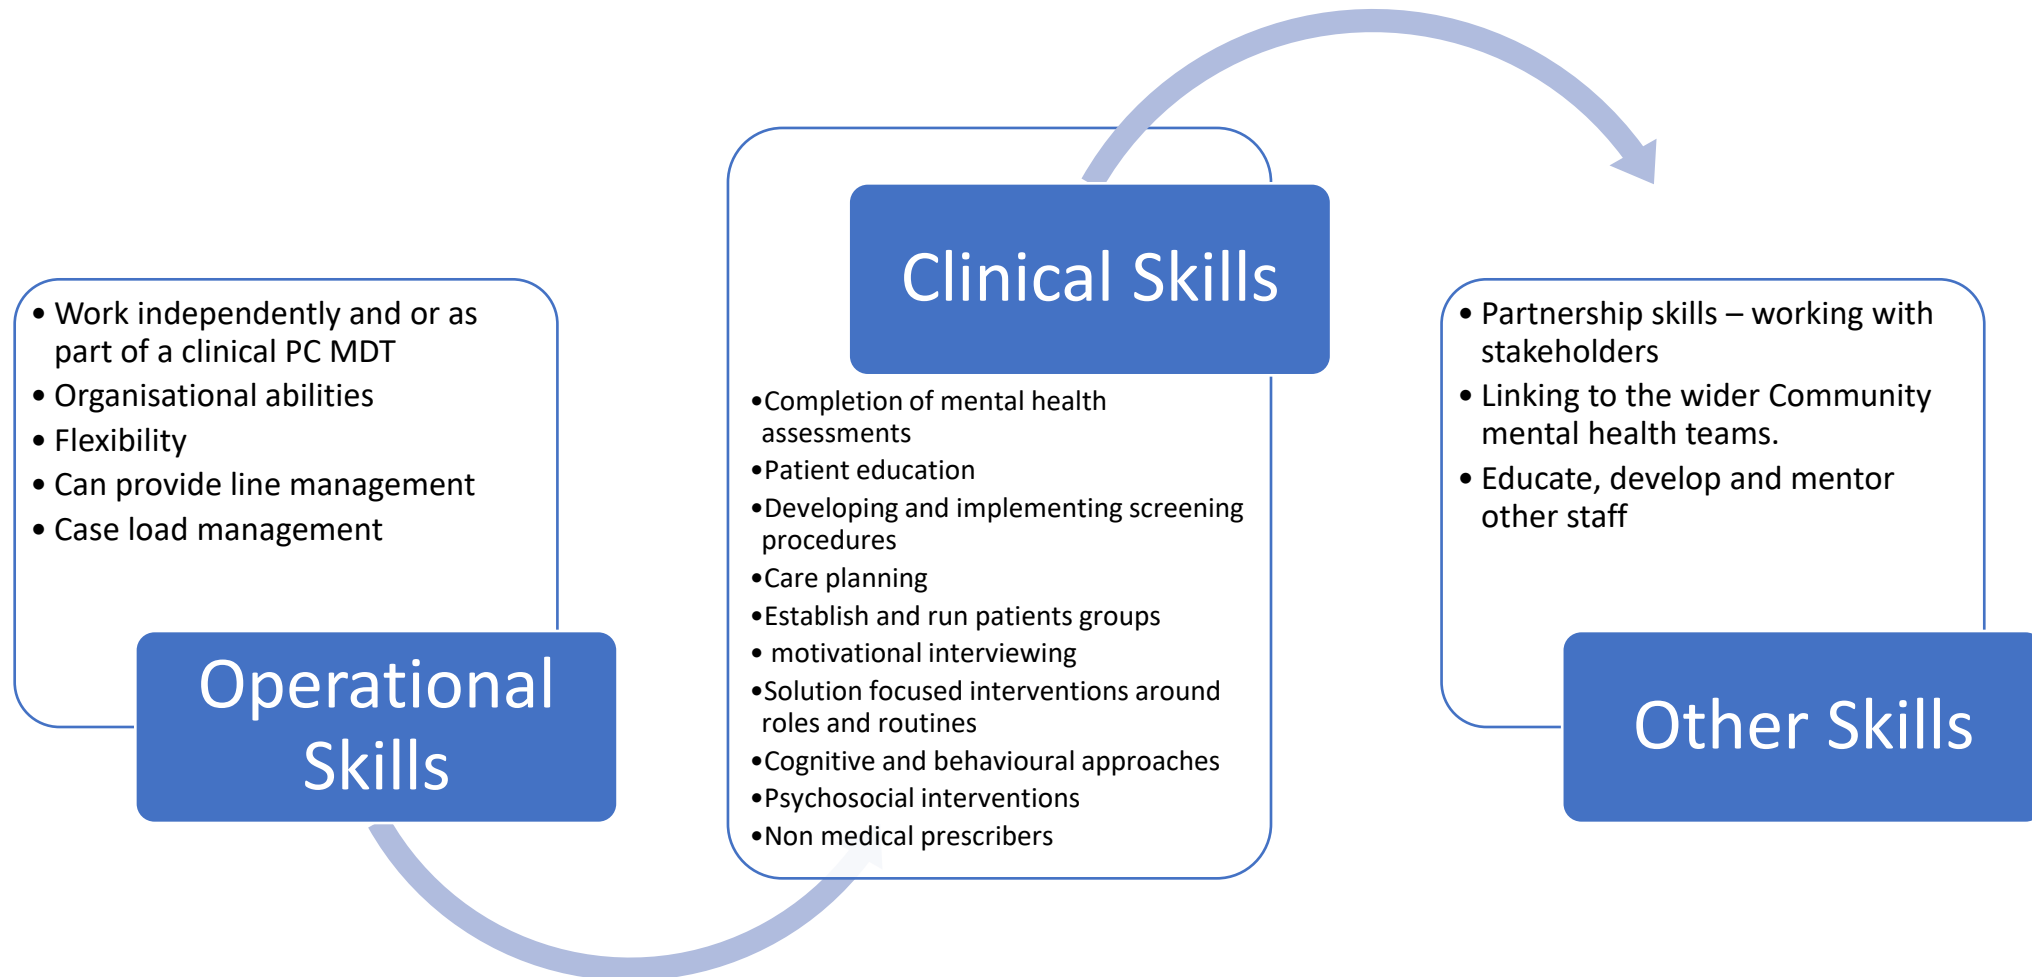 • Work independently and or as
part of a clinical PC MDT
• Organisational abilities
• Flexibility
• Can provide line management
• Case load management
Operational
Skills
Clinical Skills
•Completion of mental health
assessments
•Patient education
•Developing and implementing screening
procedures
•Care planning
•Establish and run patients groups
• motivational interviewing
•Solution focused interventions around
roles and routines
•Cognitive and behavioural approaches
•Psychosocial interventions
•Non medical prescribers
• Partnership skills – working with
stakeholders
• Linking to the wider Community
mental health teams.
• Educate, develop and mentor
other staff
Other Skills